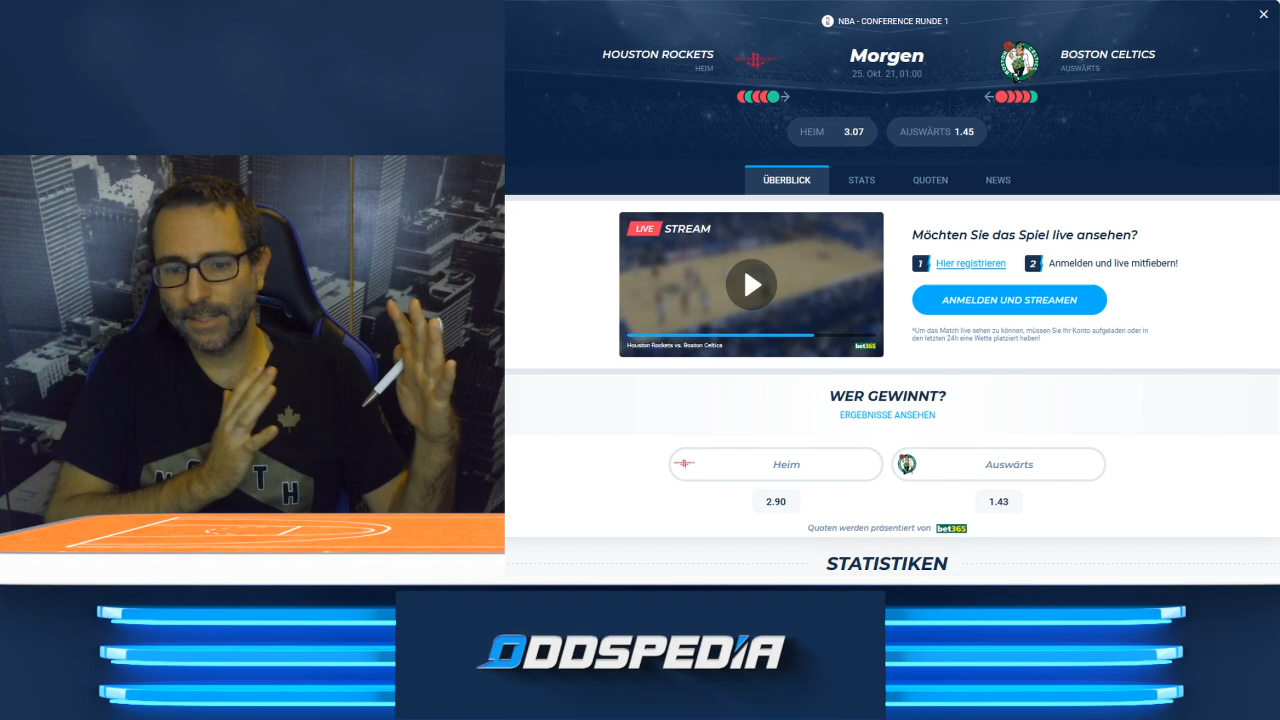 NBA - CONFERENCE RUNDE 1
HOUSTON ROCKETS
HEIM
Morgen
25. Okt. 21, 01:00
BOSTON CELTICS
AUSWÄRTS
HEIM 3.07
AUSWÄRTS 1.45
ÜBERBLICK STATS QUOTEN NEWS
LIVE STREAM
Houston Rockets vs. Boston Celtics
bet365
Möchten Sie das Spiel live ansehen?
1 Hier registrieren
2 Anmelden und live mitfiebern!
ANMELDEN UND STREAMEN
*Um das Match live sehen zu können, müssen Sie Ihr Konto aufgeladen oder in
den letzten 24h eine Wette platziert haben!
WER GEWINNT?
ERGEBNISSE ANSEHEN
Heim
Auswärts
2.90
1.43
Quoten werden präsentiert von bet365
STATISTIKEN
ODDSPEDIA